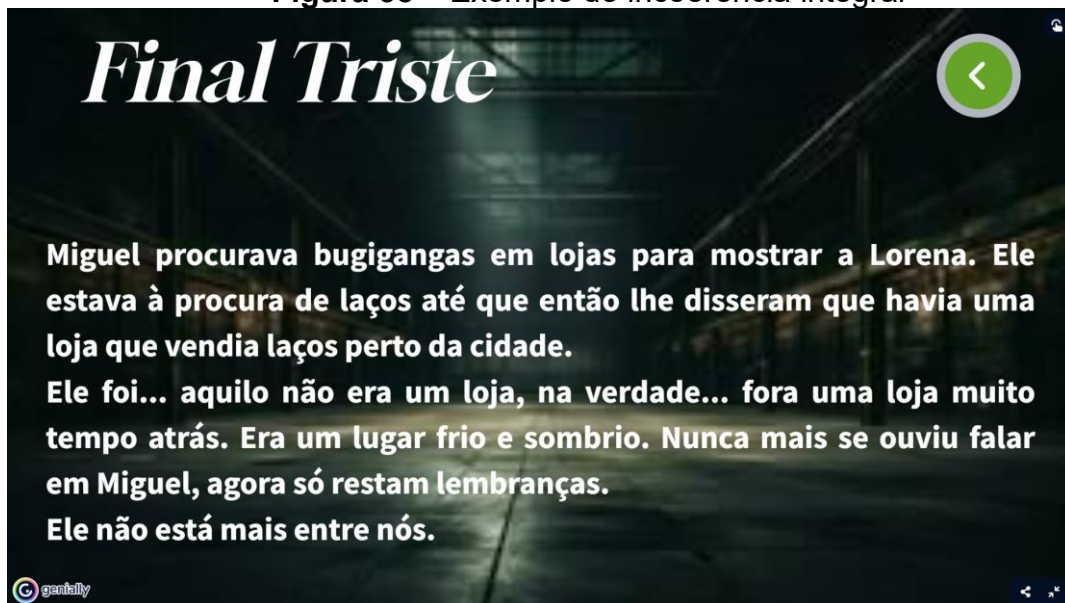 Final Triste
Miguel procurava bugigangas em lojas para mostrar a Lorena. Ele
estava à procura de laços até que então lhe disseram que havia uma
loja que vendia laços perto da cidade.
Ele foi... aquilo não era um loja, na verdade... fora uma loja muito
tempo atrás. Era um lugar frio e sombrio. Nunca mais se ouviu falar
em Miguel, agora só restam lembranças.
Ele não está mais entre nós.
genially